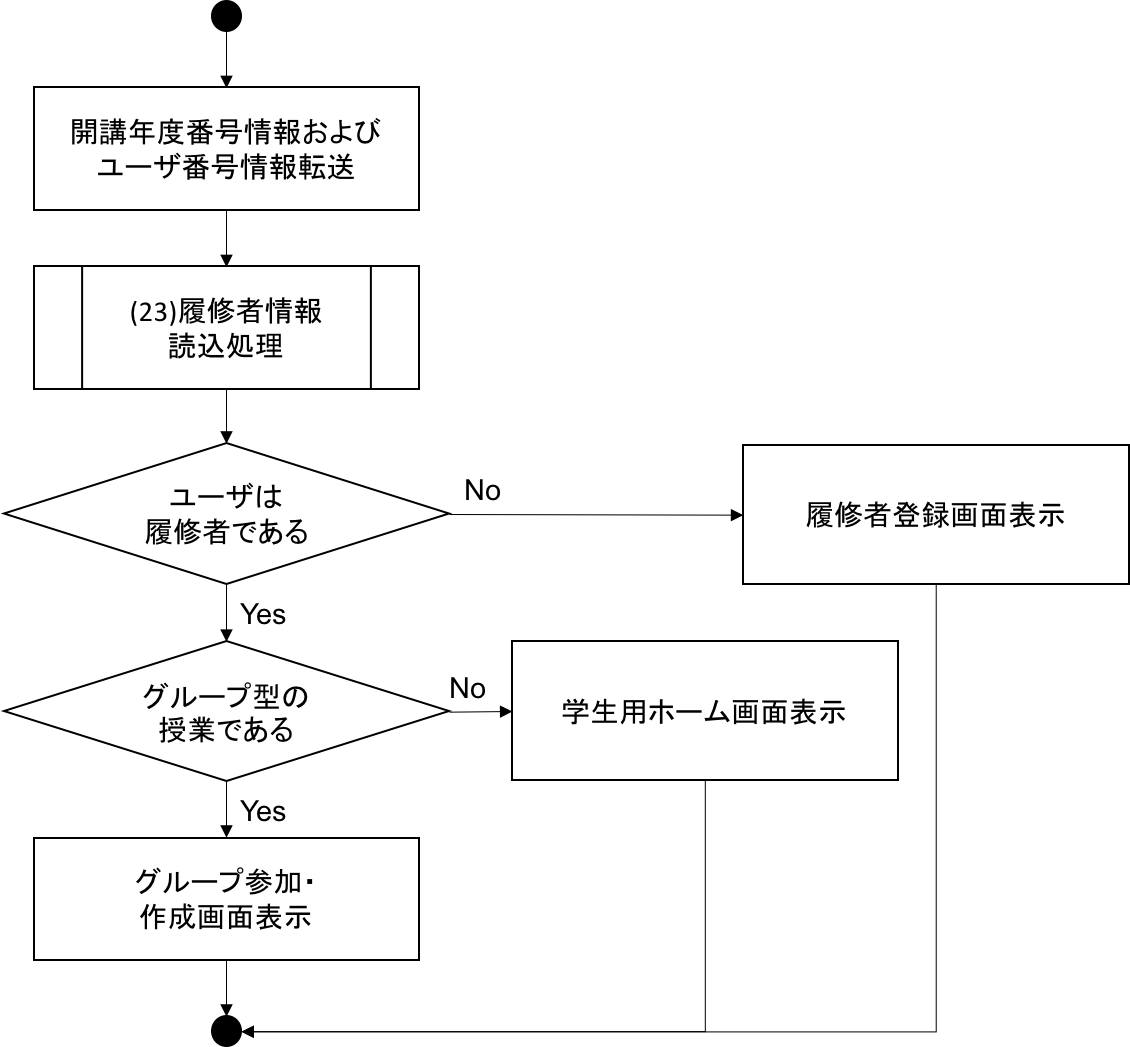 開講年度番号情報および
ユーザ番号情報転送
(23)履修者情報
読込処理
ユーザは
履修者である
No
履修者登録画面表示
Yes
グループ型の
授業である
No
学生用ホーム画面表示
Yes
グループ参加・
作成画面表示